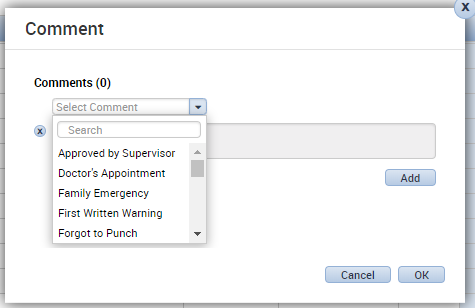 x
Comment
Comments (0)
Select Comment
x
Search
Approved by Supervisor
Doctor's Appointment
Family Emergency
First Written Warning
Forgot to Punch
Add
Cancel
OK